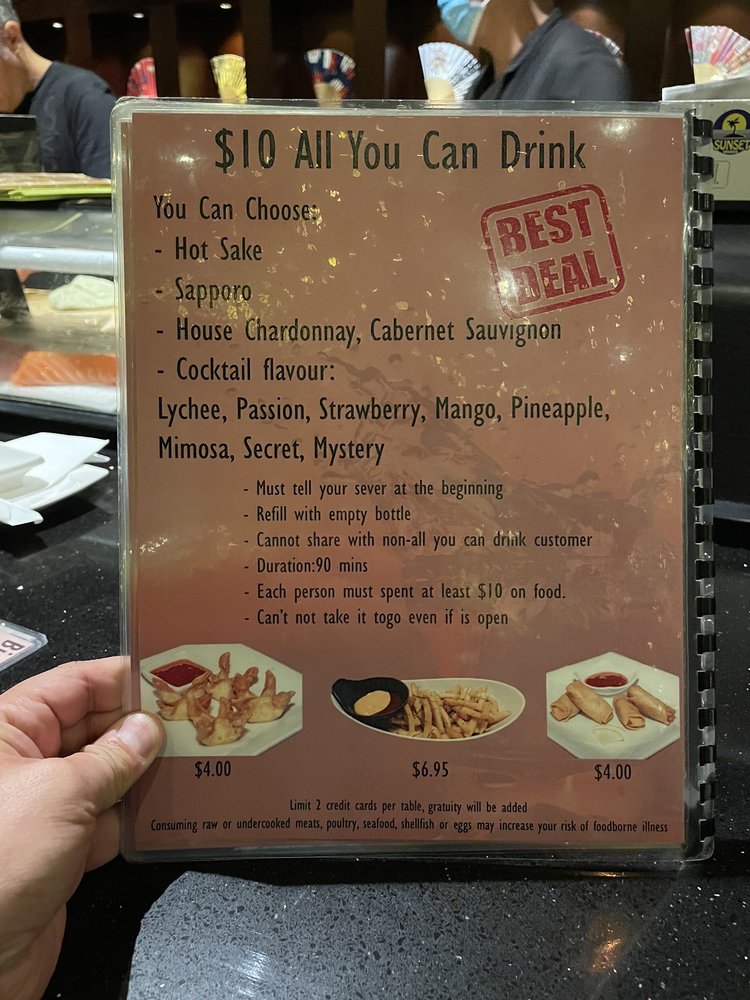 $10 All You Can Drink
You Can Choose:
BEST
DEAL
- Hot Sake
- Sapporo
- House Chardonnay, Cabernet Sauvignon
- Cocktail flavour:
Lychee, Passion, Strawberry, Mango, Pineapple,
Mimosa, Secret, Mystery
- Must tell your sever at the beginning
- Refill with empty bottle
- Cannot share with non-all you can drink customer
- Duration:90 mins
- Each person must spent at least $10 on food.
- Can't not take it togo even if is open
$4.00
$6.95
$4.00
Limit 2 credit cards per table, gratuity will be added
Consuming raw or undercooked meats, poultry, seafood, shellfish or eggs may increase your risk of foodborne illness
SUNSET